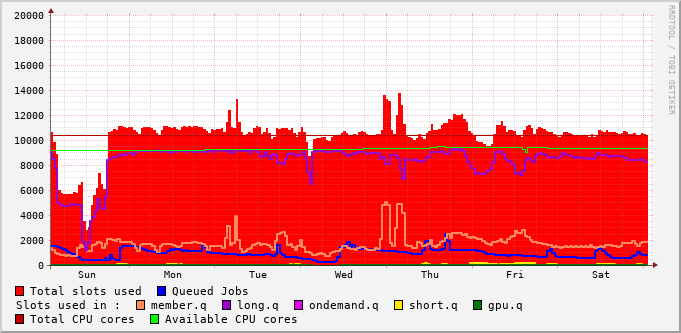 RRDTOOL / TOBI OETIKER
20000
18000
16000
14000
12000
10000
8000
6000
4000
2000
0
Sun Mon Tue Wed Thu Fri Sat
Total slots used Queued Jobs
Slots used in : member.q long.q ondemand.q short.q gpu.q
Total CPU cores Available CPU cores